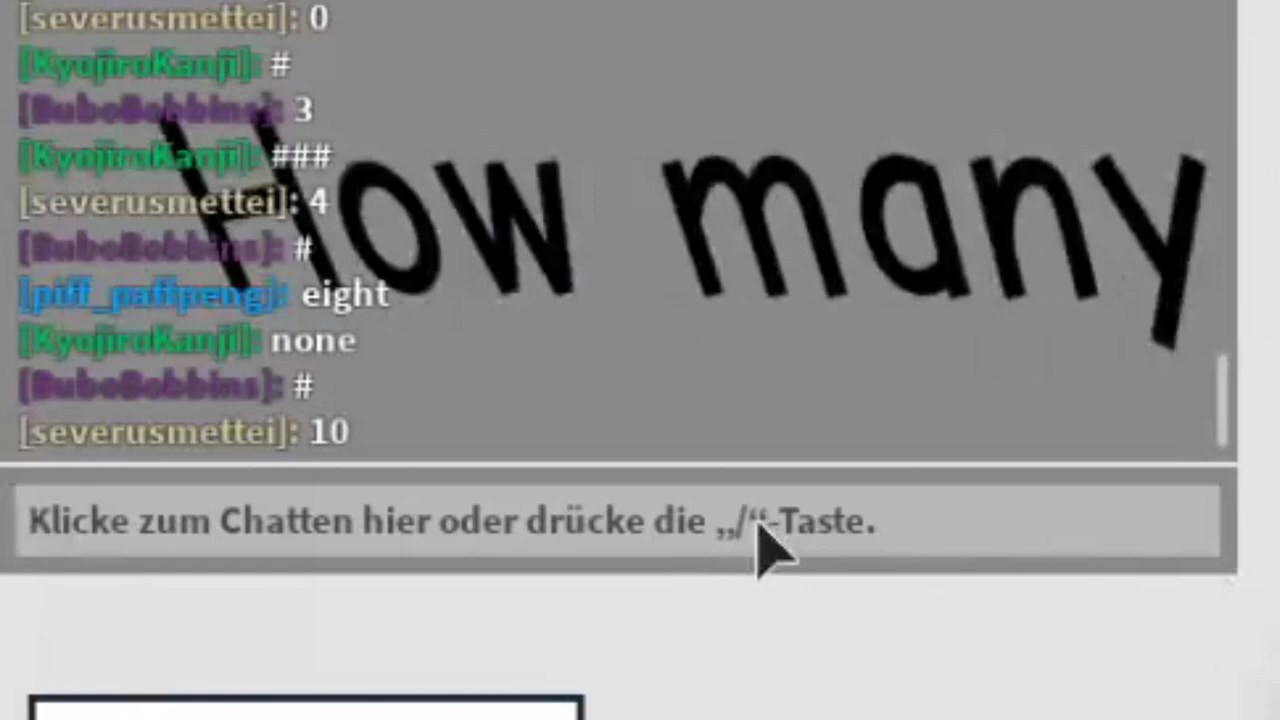 [severusmettei]: 0
[KyojiroKanji]: #
[BuboBobbins]: 3
[KyojiroKanji]: ###
[severusmettei]: 4
[BuboBobbins]: #
[piff_paffpeng]: eight
[KyojiroKanji]: none
[BuboBobbins]: #
[severusmettei]: 10
How many
Klicke zum Chatten hier oder drücke die „/“-Taste.